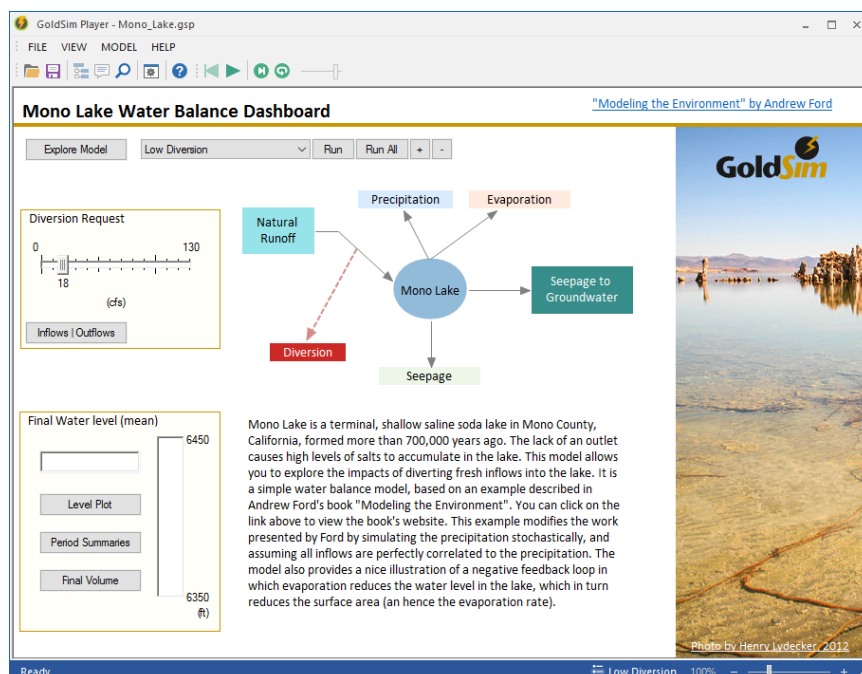 GoldSim Player - Mono_Lake.gsp
FILE VIEW MODEL HELP
Mono Lake Water Balance Dashboard
"Modeling the Environment" by Andrew Ford
Explore Model
Low Diversion
Run
Run All
+
-
GoldSim
Diversion Request
0
130
18
(cfs)
Inflows | Outflows
Precipitation
Evaporation
Natural
Runoff
Mono Lake
Seepage to
Groundwater
Diversion
Seepage
Final Water level (mean)
6450
Level Plot
Period Summaries
Final Volume
6350
(ft)
Mono Lake is a terminal, shallow saline soda lake in Mono County,
California, formed more than 700,000 years ago. The lack of an outlet
causes high levels of salts to accumulate in the lake. This model allows
you to explore the impacts of diverting fresh inflows into the lake. It is
a simple water balance model, based on an example described in
Andrew Ford's book "Modeling the Environment". You can click on the
link above to view the book's website. This example modifies the work
presented by Ford by simulating the precipitation stochastically, and
assuming all inflows are perfectly correlated to the precipitation. The
model also provides a nice illustration of a negative feedback loop in
which evaporation reduces the water level in the lake, which in turn
reduces the surface area (an hence the evaporation rate).
Photo by Henry Lydecker, 2012
Ready
Low Diversion
100%